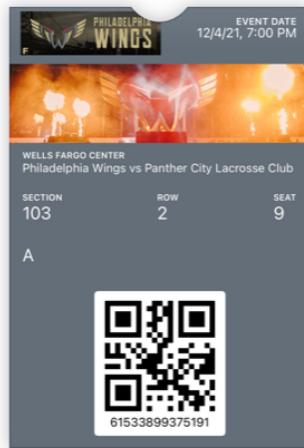 PHILADELPHIA
WINGS
F
EVENT DATE
12/4/21, 7:00 PM
WELLS FARGO CENTER
Philadelphia Wings vs Panther City Lacrosse Club
SECTION ROW SEAT
103 2 9
A
61533899375191